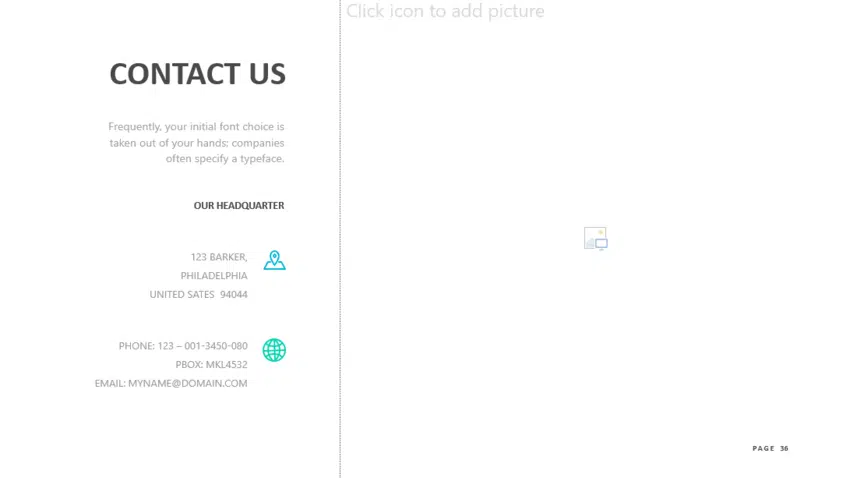 Click icon to add picture
CONTACT US
Frequently, your initial font choice is
taken out of your hands; companies
often specify a typeface.
OUR HEADQUARTER
123 BARKER,
PHILADELPHIA
UNITED SATES 94044
PHONE: 123 – 001-3450-080
PBOX: MKL4532
EMAIL: MYNAME@DOMAIN.COM
PAGE 36